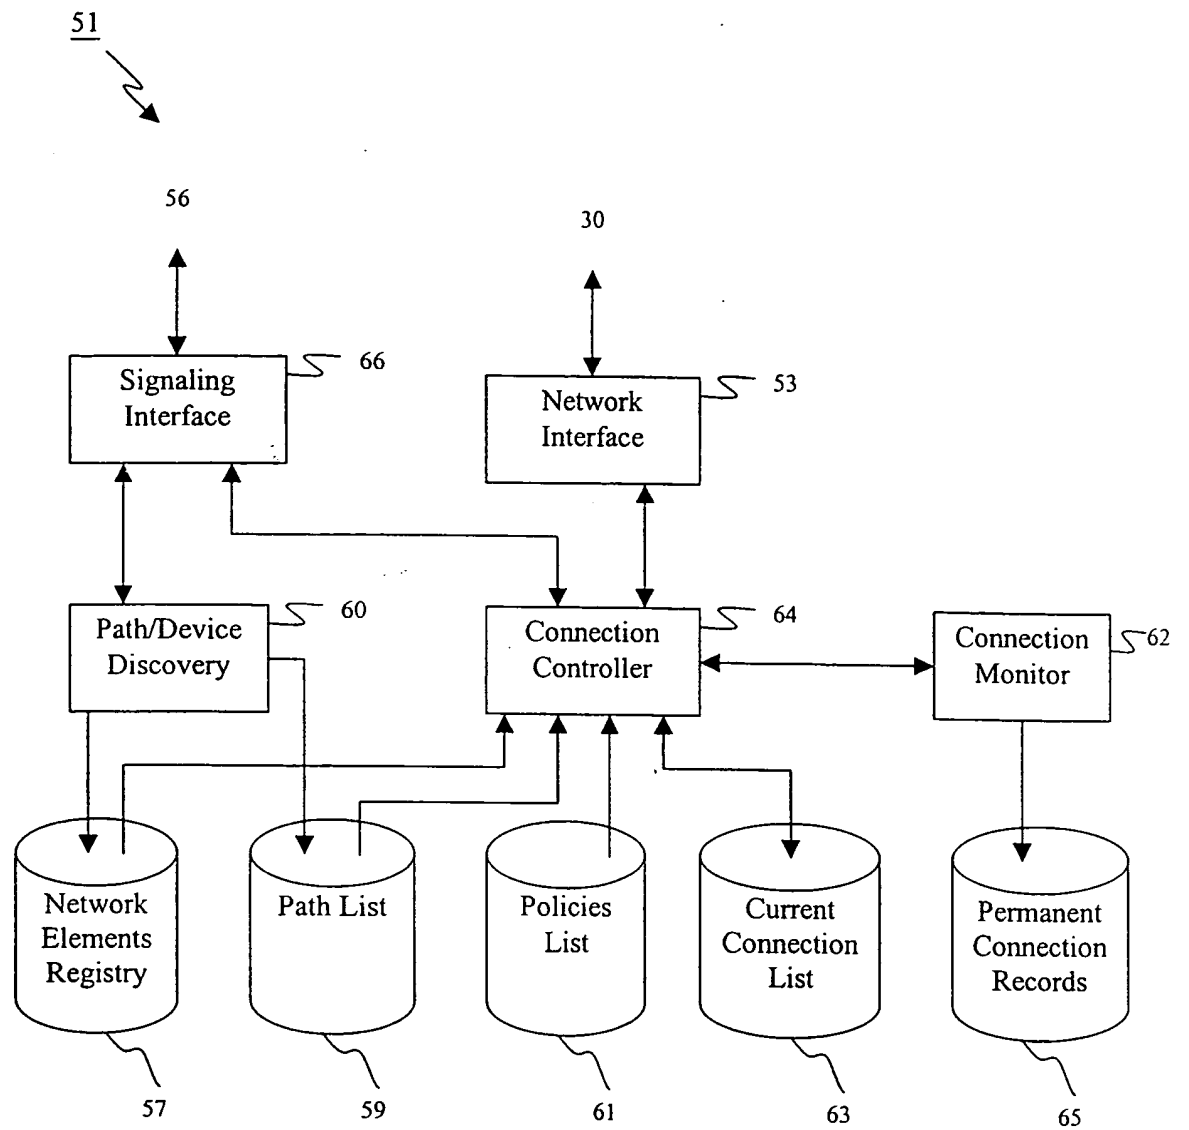 51
56
30
66
Signaling
Interface
53
Network
Interface
60
Path/Device
Discovery
64
Connection
Controller
62
Connection
Monitor
Network
Elements
Registry
Path List
Policies
List
Current
Connection
List
Permanent
Connection
Records
57
59
61
63
65